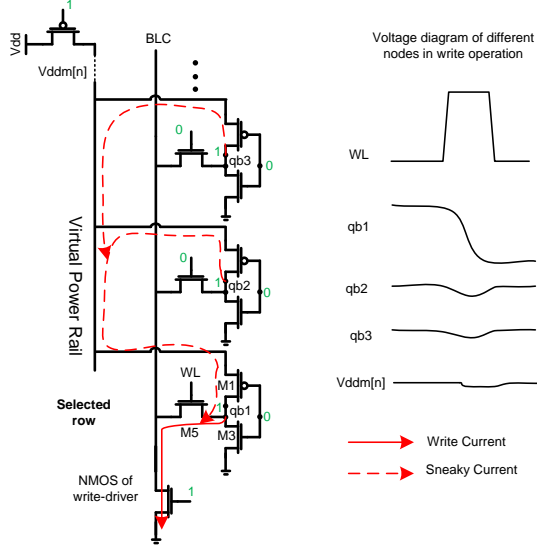 1
Vdd
Vddm[n]
BLC
0
1
qb3
0
Virtual Power Rail
0
1
qb2
0
Selected
row
WL
M5
M1
1
qb1
M3
0
NMOS of
write-driver
1
Voltage diagram of different
nodes in write operation
WL
qb1
qb2
qb3
Vddm[n]
Write Current
Sneaky Current